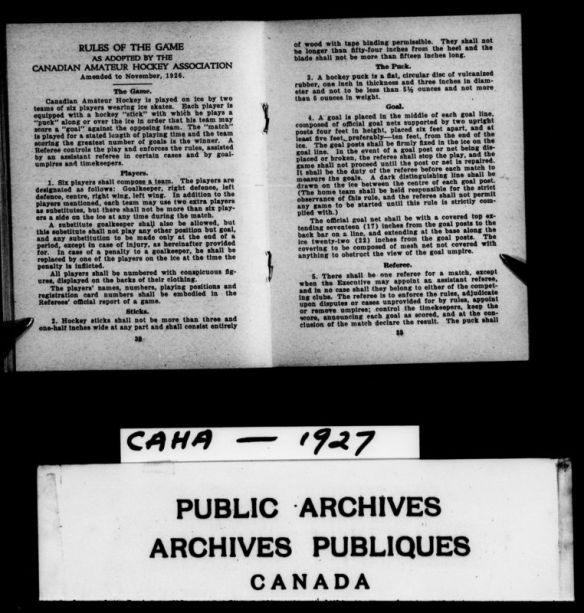 RULES OF THE GAME
AS ADOPTED BY THE
CANADIAN AMATEUR HOCKEY ASSOCIATION
Amended to November, 1926.
The Game.
Canadian Amateur Hockey is played on ice by two
teams of six players wearing ice skates. Each player is
equipped with a hockey "stick" with which he plays a
"puck" along or over the ice in order that his team may
score a "goal" against the opposing team. The "match"
is played for a stated length of playing time and the team
scoring the greatest number of goals is the winner. A
Referee controls the play and enforces the rules, assisted
by an assistant referee in certain cases and by goal-
umpires and timekeepers.
Players.
1. Six players shall compose a team. The players are
designated as follows: Goalkeeper, right defence, left
defence, centre, right wing, left wing. In addition to the
players mentioned, each team may use two extra players
as substitutes, but there shall not be more than six play-
ers a side on the ice at any time during the match.
A substitute goalkeeper shall also be allowed, but
this substitute shall not play any other position but goal,
and any substitution to be made only at the end of a
period, except in case of injury, as hereinafter provided
for. In case of a penalty to a goalkeeper, he shall be
replaced by one of the players on the ice at the time the
penalty is inflicted.
All players shall be numbered with conspicuous fig-
ures, displayed on the backs of their clothing.
The players' names, numbers, playing positions and
registration card numbers shall be embodied in the
Referees' official report of a game.
Sticks.
2. Hockey sticks shall not be more than three and
one-half inches wide at any part and shall consist entirely
32
of wood with tape binding permissible. They shall not
be longer than fifty-four inches from the heel and the
blade shall not be more than fifteen inches long.
The Puck.
3. A hockey puck is a flat, circular disc of vulcanized
rubber, one inch in thickness and three inches in diam-
eter and not to be less than 5½ ounces and not more
than 6 ounces in weight.
Goal.
4. A goal is placed in the middle of each goal line,
composed of official goal nets supported by two upright
posts four feet in height, placed six feet apart, and at
least five feet, preferably—ten feet, from the end of the
ice. The goal posts shall be firmly fixed in the ice on the
goal line. In the event of a goal post or net being dis-
placed or broken, the referee shall stop the play, and the
game shall not proceed until the post or net is repaired.
It shall be the duty of the referee before each match to
measure the goals. A dark distinguishing line shall be
drawn on the ice between the centre of each goal post.
(The home team shall be held responsible for the strict
observance of this rule, and the referee shall not permit
any game to be started until this rule is strictly com-
plied with.)
The official goal net shall be with a covered top ex-
tending seventeen (17) inches from the goal posts to the
back bar on a line, and extending at the base along the
ice twenty-two (22) inches from the goal posts. The
covering to be composed of mesh net not covered with
anything to obstruct the view of the goal umpire.
Referee.
5. There shall be one referee for a match, except
when the Executive may appoint an assistant referee,
and in no case shall they belong to either of the compet-
ing clubs. The referee is to enforce the rules, adjudicate
upon disputes or cases unprovided for by rules, appoint
or remove umpires; control the timekeepers, keep the
score, announcing each goal as scored, and at the con-
clusion of the match declare the result. The puck shall
33
CAHA — 1927
PUBLIC ARCHIVES
ARCHIVES PUBLIQUES
CANADA